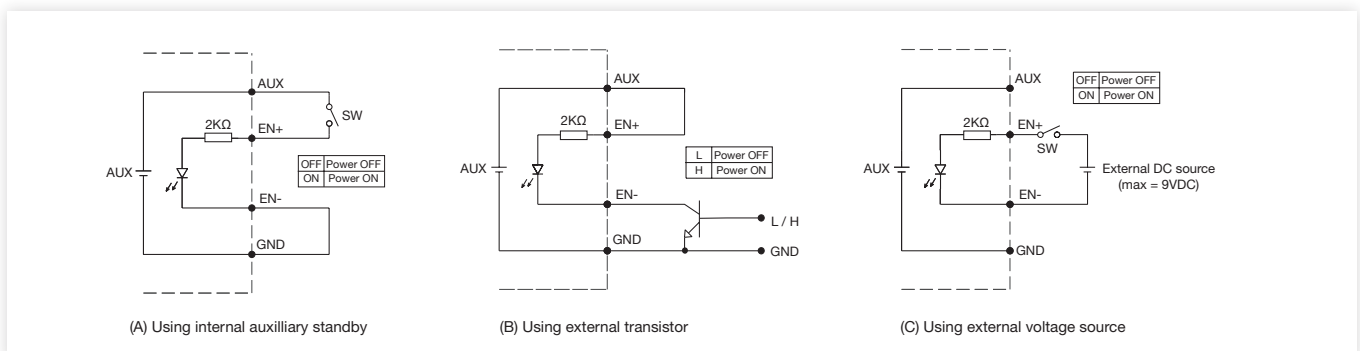 AUX
SW
2KΩ
EN+
OFF Power OFF
ON Power ON
AUX
EN-
GND
(A) Using internal auxilliary standby
AUX
2KΩ
EN+
L Power OFF
H Power ON
AUX
EN-
L / H
GND
GND
(B) Using external transistor
AUX
OFF Power OFF
ON Power ON
2KΩ
EN+
SW
AUX
External DC source
(max = 9VDC)
EN-
GND
(C) Using external voltage source